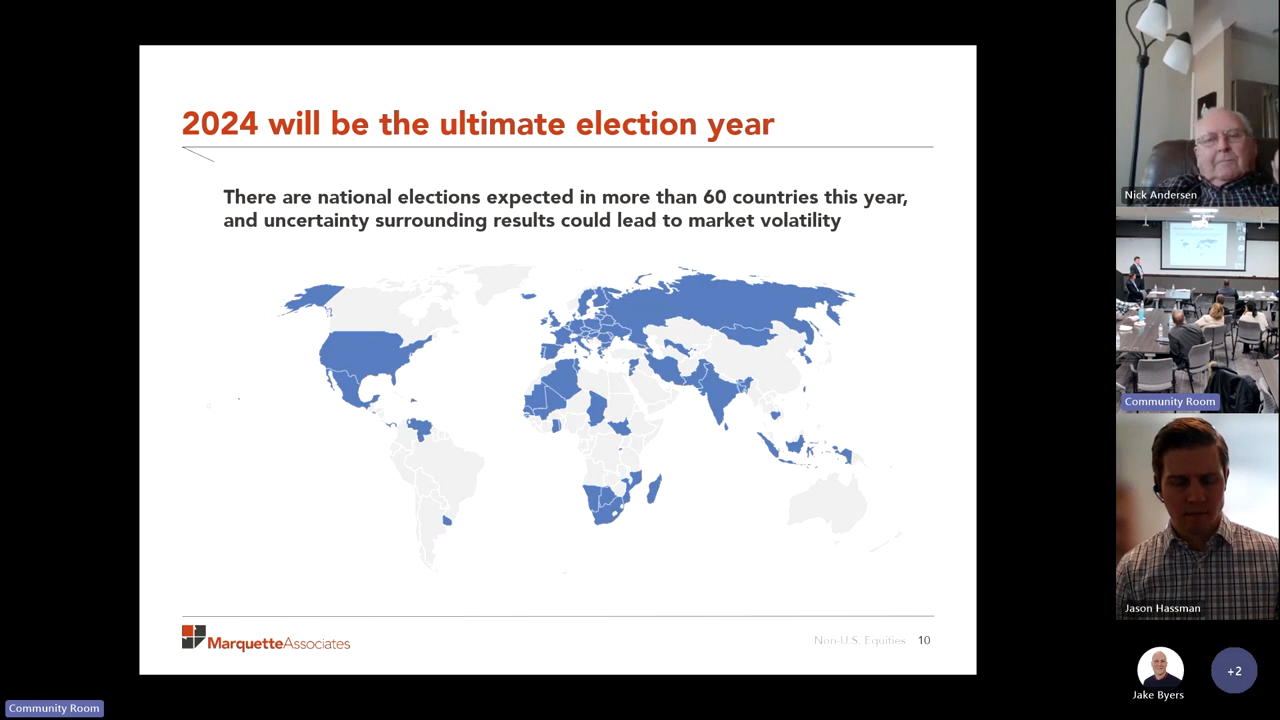 2024 will be the ultimate election year
There are national elections expected in more than 60 countries this year,
and uncertainty surrounding results could lead to market volatility
MarquetteAssociates
Non-U.S. Equities 10
Nick Andersen
Community Room
Jason Hassman
Jake Byers
+2
Community Room